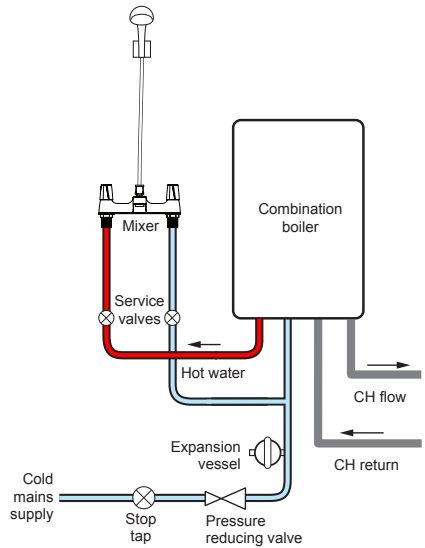 Combination
boiler
Mixer
Service
valves
Hot water
CH flow
Expansion
vessel
CH return
Cold
mains
supply
Stop
tap
Pressure
reducing valve